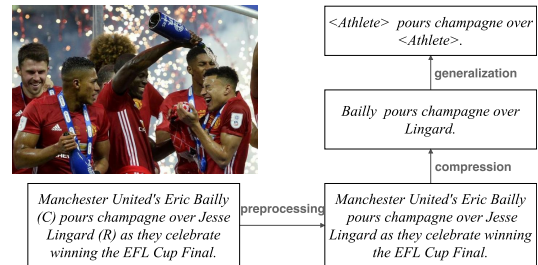 <Athlete> pours champagne over
<Athlete>.
generalization
Bailly pours champagne over
Lingard.
compression
Manchester United's Eric Bailly
(C) pours champagne over Jesse
Lingard (R) as they celebrate
winning the EFL Cup Final.
preprocessing
Manchester United's Eric Bailly
pours champagne over Jesse
Lingard as they celebrate winning
the EFL Cup Final.